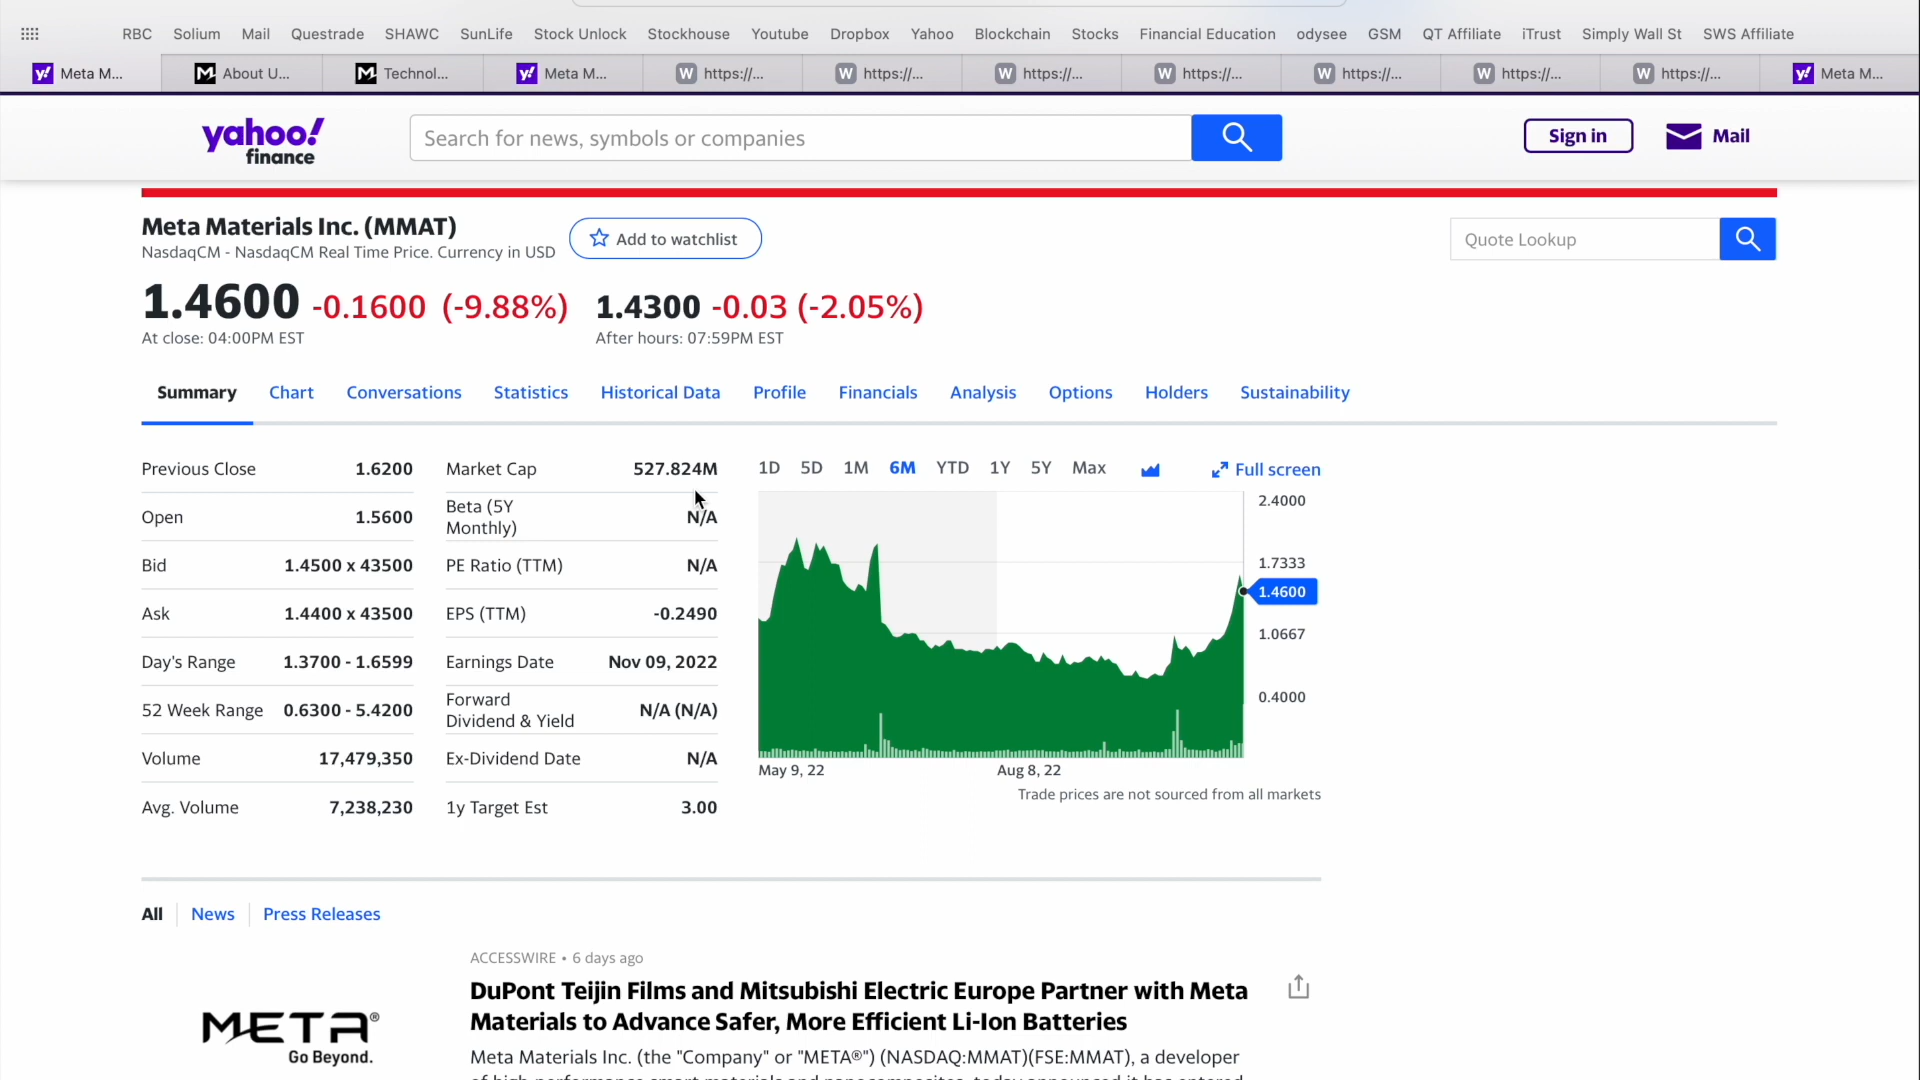 RBC Solium Mail Questrade SHAWC SunLife Stock Unlock Stockhouse Youtube Dropbox Yahoo Blockchain Stocks Financial Education odysee GSM QT Affiliate iTrust Simply Wall St SWS Affiliate
y! Meta M... M About U... M Technol... y! Meta M... W https://... W https://... W https://... W https://... W https://... W https://... W https://... y! Meta M...
yahoo!
finance
Search for news, symbols or companies
Sign in
Mail
Meta Materials Inc. (MMAT)
NasdaqCM - NasdaqCM Real Time Price. Currency in USD
Add to watchlist
Quote Lookup
1.4600 -0.1600 (-9.88%)
At close: 04:00PM EST
1.4300 -0.03 (-2.05%)
After hours: 07:59PM EST
Summary Chart Conversations Statistics Historical Data Profile Financials Analysis Options Holders Sustainability
Previous Close 1.6200
Open 1.5600
Bid 1.4500 x 43500
Ask 1.4400 x 43500
Day's Range 1.3700 - 1.6599
52 Week Range 0.6300 - 5.4200
Volume 17,479,350
Avg. Volume 7,238,230
Market Cap 527.824M
Beta (5Y
Monthly) N/A
PE Ratio (TTM) N/A
EPS (TTM) -0.2490
Earnings Date Nov 09, 2022
Forward
Dividend & Yield N/A (N/A)
Ex-Dividend Date N/A
1y Target Est 3.00
1D 5D 1M 6M YTD 1Y 5Y Max
Full screen
2.4000
1.7333
1.4600
1.0667
0.4000
May 9, 22 Aug 8, 22
Trade prices are not sourced from all markets
All News Press Releases
ACCESSWIRE • 6 days ago
META®
Go Beyond.
DuPont Teijin Films and Mitsubishi Electric Europe Partner with Meta
Materials to Advance Safer, More Efficient Li-Ion Batteries
Meta Materials Inc. (the "Company" or "META®") (NASDAQ:MMAT)(FSE:MMAT), a developer
of high-performance smart materials and nanocomposites, today announced it has entered